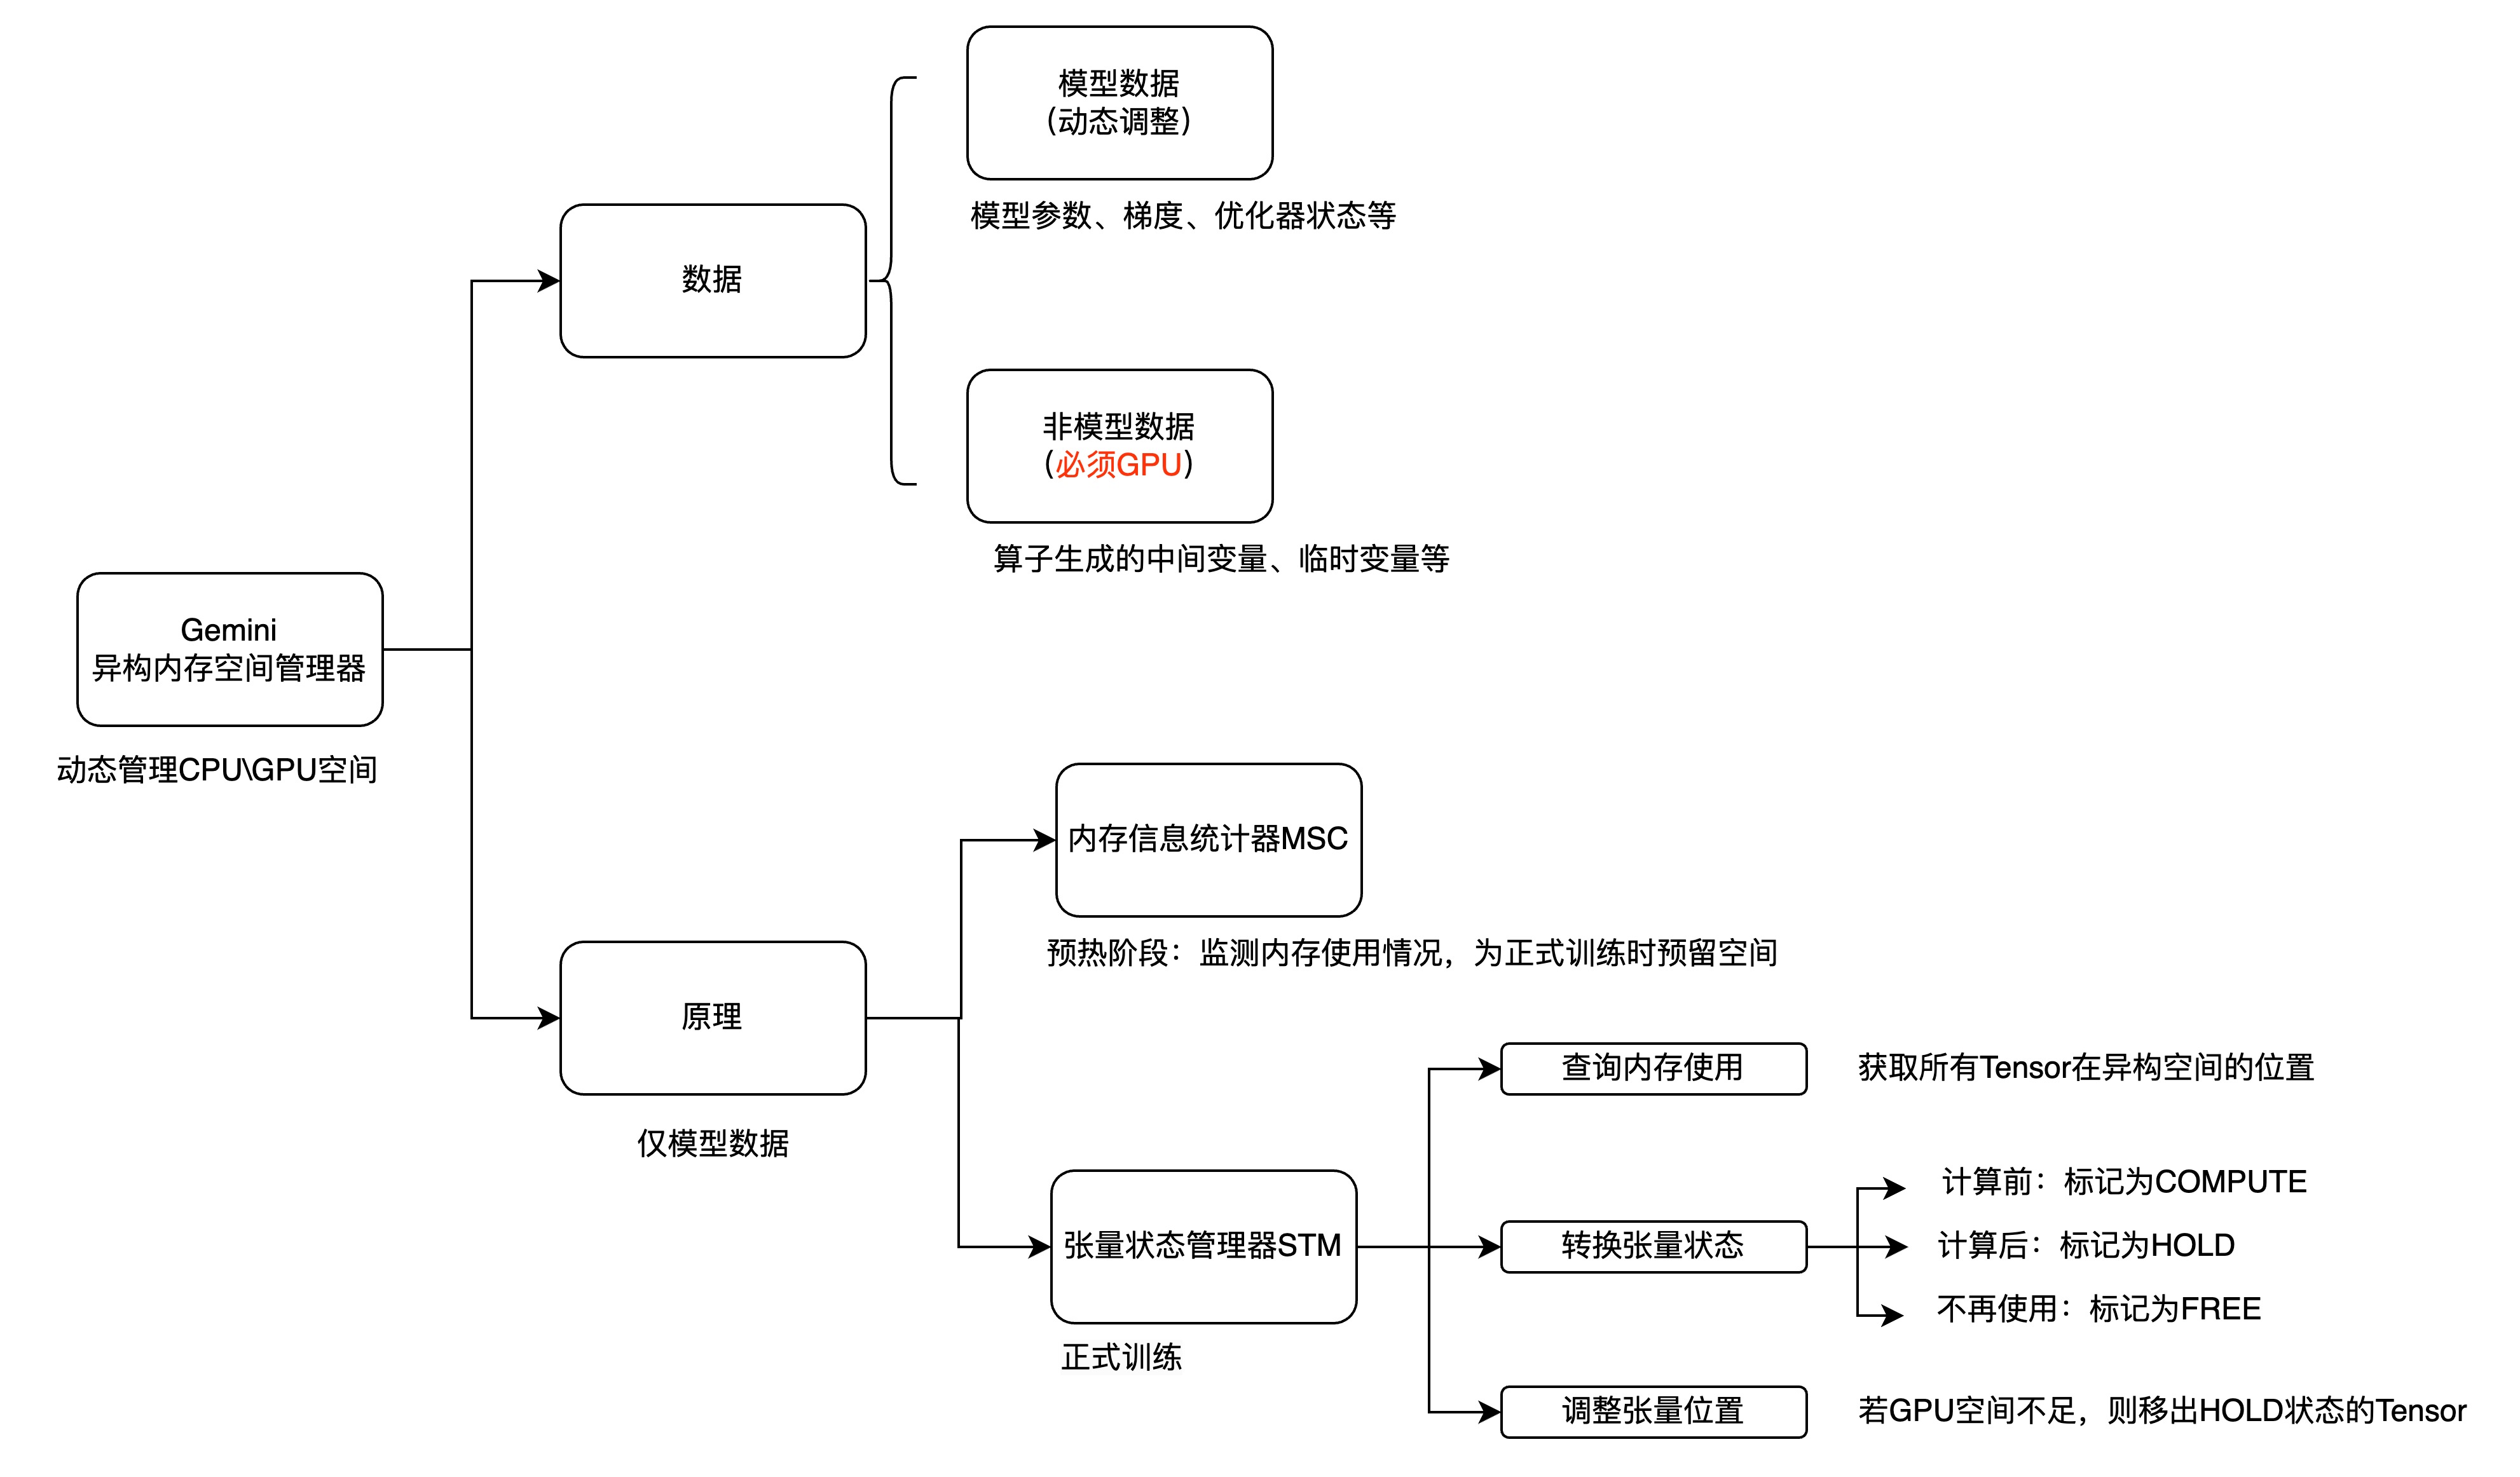 模型数据
(动态调整)
模型参数、梯度、优化器状态等
数据
非模型数据
(必须GPU)
算子生成的中间变量、临时变量等
Gemini
异构内存空间管理器
动态管理CPU\GPU空间
内存信息统计器MSC
预热阶段：监测内存使用情况，为正式训练时预留空间
原理
仅模型数据
张量状态管理器STM
正式训练
查询内存使用
获取所有Tensor在异构空间的位置
转换张量状态
计算前：标记为COMPUTE
计算后：标记为HOLD
不再使用：标记为FREE
调整张量位置
若GPU空间不足，则移出HOLD状态的Tensor